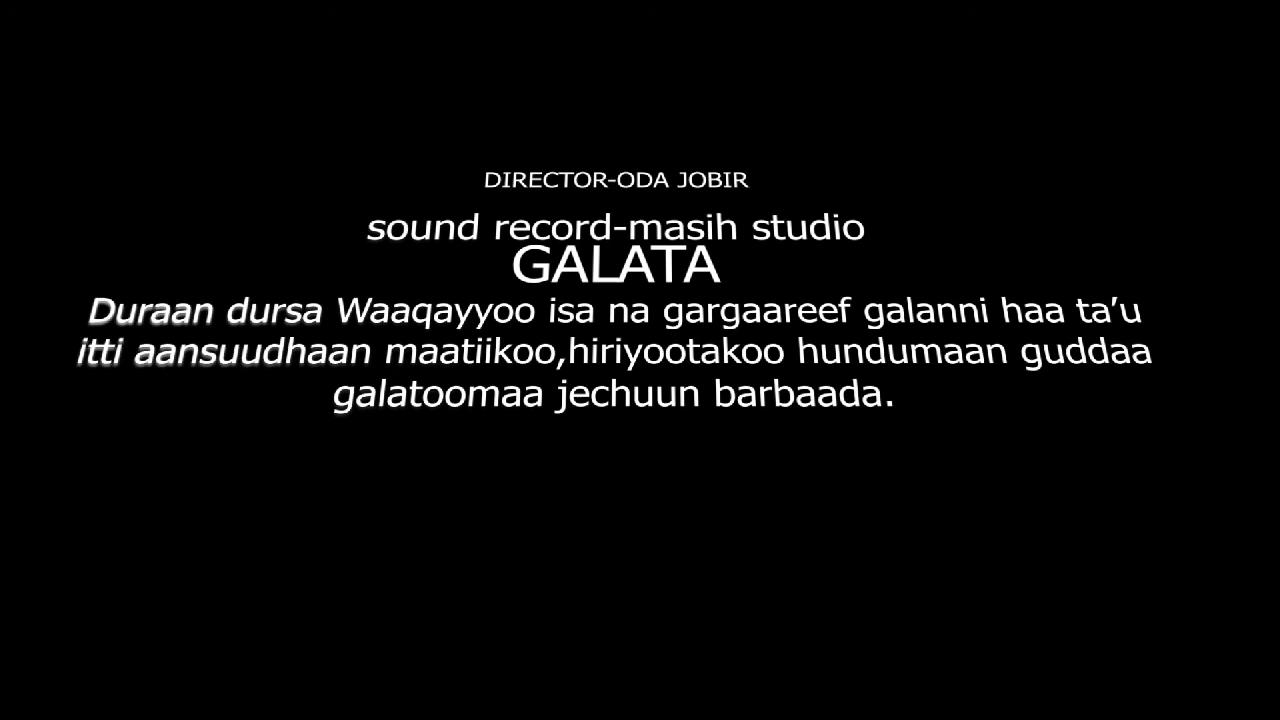 DIRECTOR-ODA JOBIR
sound record-masih studio
GALATA
Duraan dursa Waaqayyoo isa na gargaareef galanni haa ta’u
itti aansuudhaan maatiikoo,hiriyootakoo hundumaan guddaa
galatoomaa jechuun barbaada.